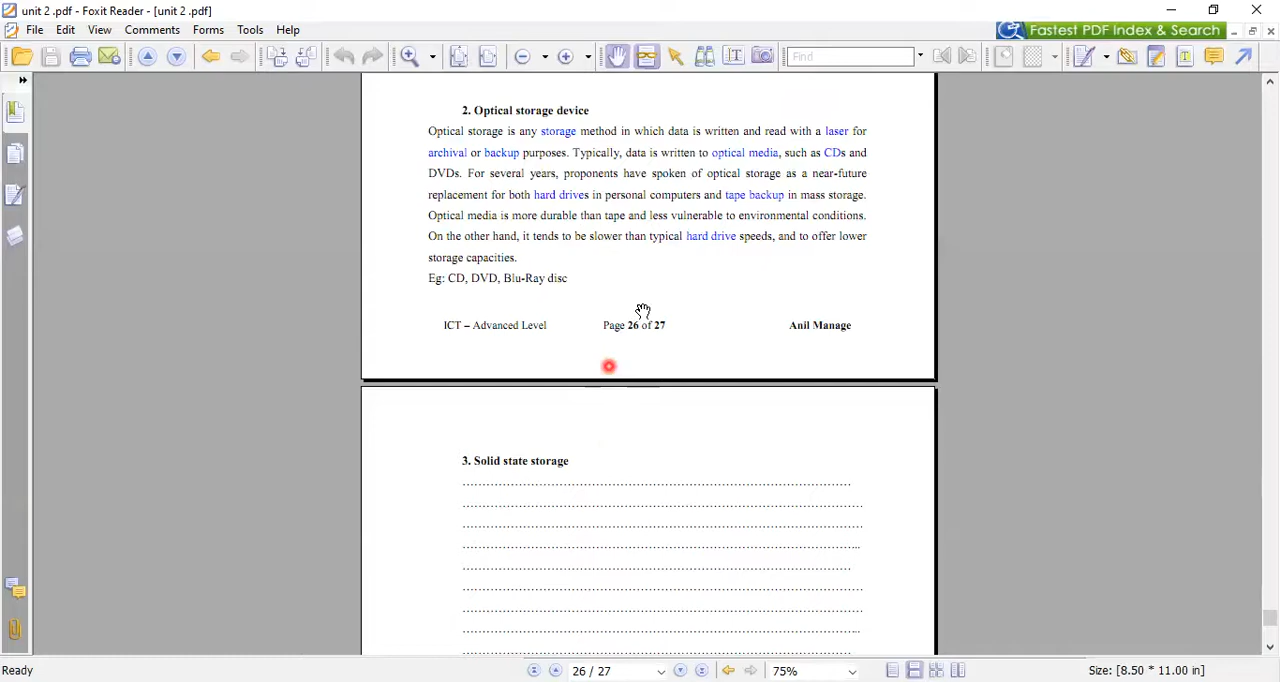 unit 2 .pdf - Foxit Reader - [unit 2 .pdf]
File Edit View Comments Forms Tools Help
Fastest PDF Index & Search
Find
2. Optical storage device
Optical storage is any storage method in which data is written and read with a laser for
archival or backup purposes. Typically, data is written to optical media, such as CDs and
DVDs. For several years, proponents have spoken of optical storage as a near-future
replacement for both hard drives in personal computers and tape backup in mass storage.
Optical media is more durable than tape and less vulnerable to environmental conditions.
On the other hand, it tends to be slower than typical hard drive speeds, and to offer lower
storage capacities.
Eg: CD, DVD, Blu-Ray disc
ICT – Advanced Level Page 26 of 27 Anil Manage
3. Solid state storage
Ready 26 / 27 75% Size: [8.50 * 11.00 in]